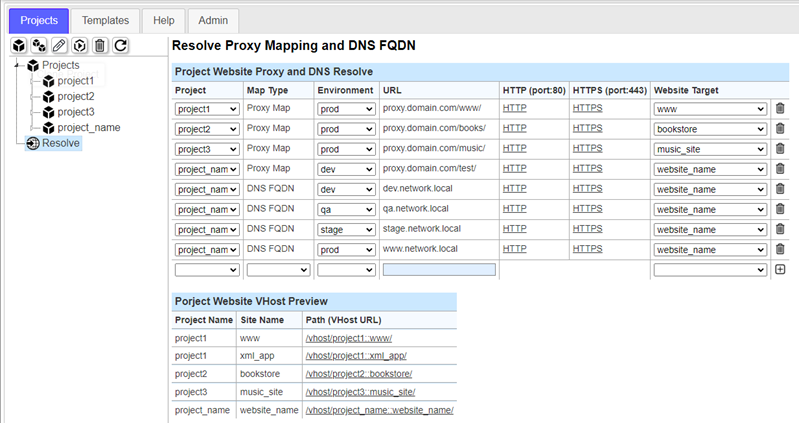 Projects Templates Help Admin
Projects
project1
project2
project3
project_name
Resolve
Resolve Proxy Mapping and DNS FQDN
Project Website Proxy and DNS Resolve
Project Map Type Environment URL HTTP (port:80) HTTPS (port:443) Website Target
project1 Proxy Map prod proxy.domain.com/www/ HTTP HTTPS www
project2 Proxy Map prod proxy.domain.com/books/ HTTP HTTPS bookstore
project3 Proxy Map prod proxy.domain.com/music/ HTTP HTTPS music_site
project_nam Proxy Map dev proxy.domain.com/test/ HTTP HTTPS website_name
project_nam DNS FQDN dev dev.network.local HTTP HTTPS website_name
project_nam DNS FQDN qa qa.network.local HTTP HTTPS website_name
project_nam DNS FQDN stage stage.network.local HTTP HTTPS website_name
project_nam DNS FQDN prod www.network.local HTTP HTTPS website_name
Porject Website VHost Preview
Project Name Site Name Path (VHost URL)
project1 www /vhost/project1::www/
project1 xml_app /vhost/project1::xml_app/
project2 bookstore /vhost/project2::bookstore/
project3 music_site /vhost/project3::music_site/
project_name website_name /vhost/project_name::website_name/